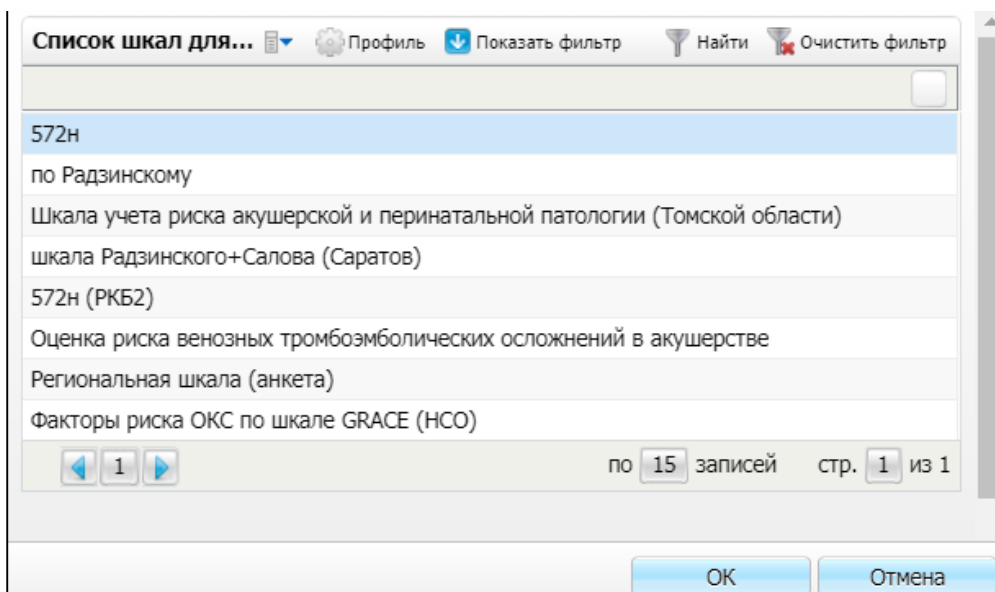 Список шкал для... Профиль Показать фильтр Найти Очистить фильтр
572н
по Радзинскому
Шкала учета риска акушерской и перинатальной патологии (Томской области)
шкала Радзинского+Салова (Саратов)
572н (РКБ2)
Оценка риска венозных тромбоэмболических осложнений в акушерстве
Региональная шкала (анкета)
Факторы риска ОКС по шкале GRACE (НСО)
1 по 15 записей стр. 1 из 1
ОК Отмена